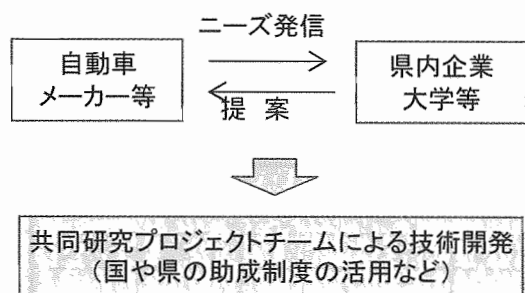 ニーズ発信
自動車
メーカー等
県内企業
大学等
提 案
共同研究プロジェクトチームによる技術開発
(国や県の助成制度の活用など)